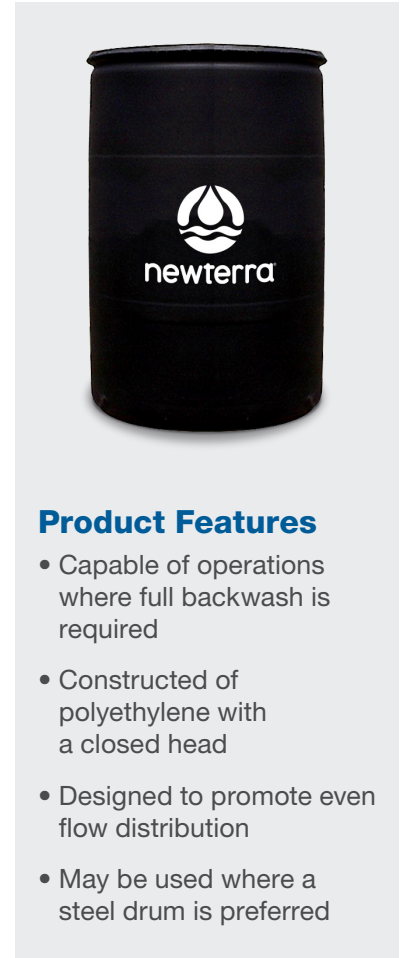 newterra
Product Features
• Capable of operations
where full backwash is
required
• Constructed of
polyethylene with
a closed head
• Designed to promote even
flow distribution
• May be used where a
steel drum is preferred